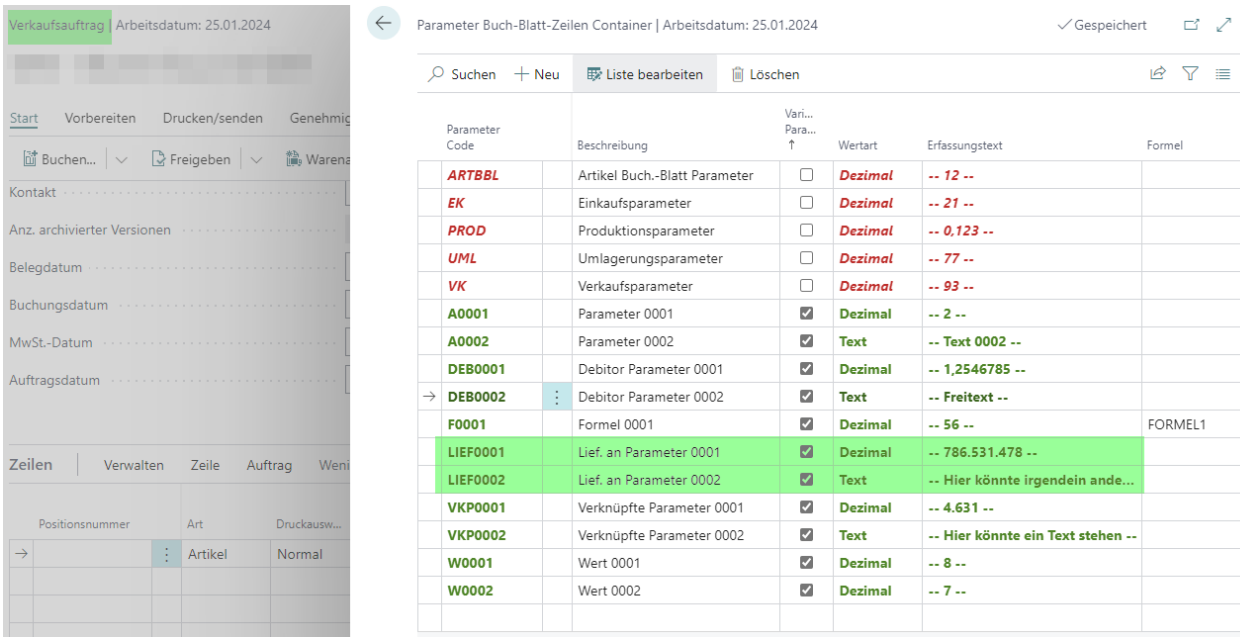 Verkaufsauftrag | Arbeitsdatum: 25.01.2024
Start Vorbereiten Drucken/senden Genehmig
Buchen... Freigeben Warena
Kontakt
Anz. archivierter Versionen
Belegdatum
Buchungsdatum
MwSt.-Datum
Auftragsdatum
Zeilen Verwalten Zeile Auftrag Weni
Positionsnummer Art Druckausw...
Artikel Normal
Parameter Buch-Blatt-Zeilen Container | Arbeitsdatum: 25.01.2024 Gespeichert
Suchen Neu Liste bearbeiten Löschen
Parameter Code Beschreibung Vari... Para... ↑ Wertart Erfassungstext Formel
ARTBBL Artikel Buch.-Blatt Parameter Dezimal -- 12 --
EK Einkaufsparameter Dezimal -- 21 --
PROD Produktionsparameter Dezimal -- 0,123 --
UML Umlagerungsparameter Dezimal -- 77 --
VK Verkaufsparameter Dezimal -- 93 --
A0001 Parameter 0001 Dezimal -- 2 --
A0002 Parameter 0002 Text -- Text 0002 --
DEB0001 Debitor Parameter 0001 Dezimal -- 1,2546785 --
DEB0002 Debitor Parameter 0002 Text -- Freitext --
F0001 Formel 0001 Dezimal -- 56 -- FORMEL1
LIEF0001 Lief. an Parameter 0001 Dezimal -- 786.531.478 --
LIEF0002 Lief. an Parameter 0002 Text -- Hier könnte irgendein ande...
VKP0001 Verknüpfte Parameter 0001 Dezimal -- 4.631 --
VKP0002 Verknüpfte Parameter 0002 Text -- Hier könnte ein Text stehen --
W0001 Wert 0001 Dezimal -- 8 --
W0002 Wert 0002 Dezimal -- 7 --